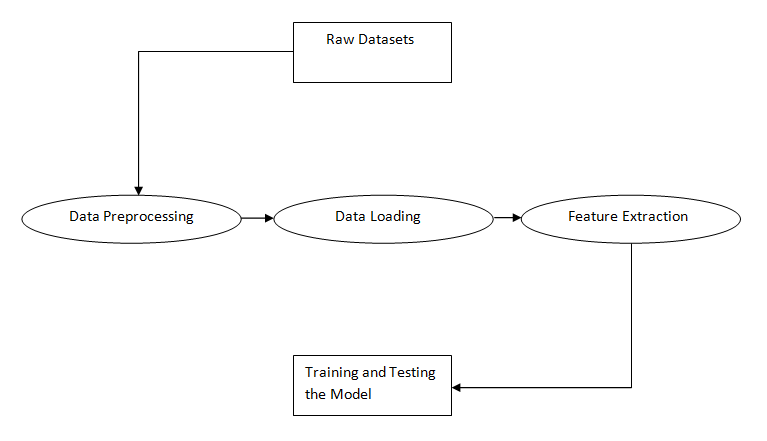 Raw Datasets
Data Preprocessing
Data Loading
Feature Extraction
Training and Testing
the Model